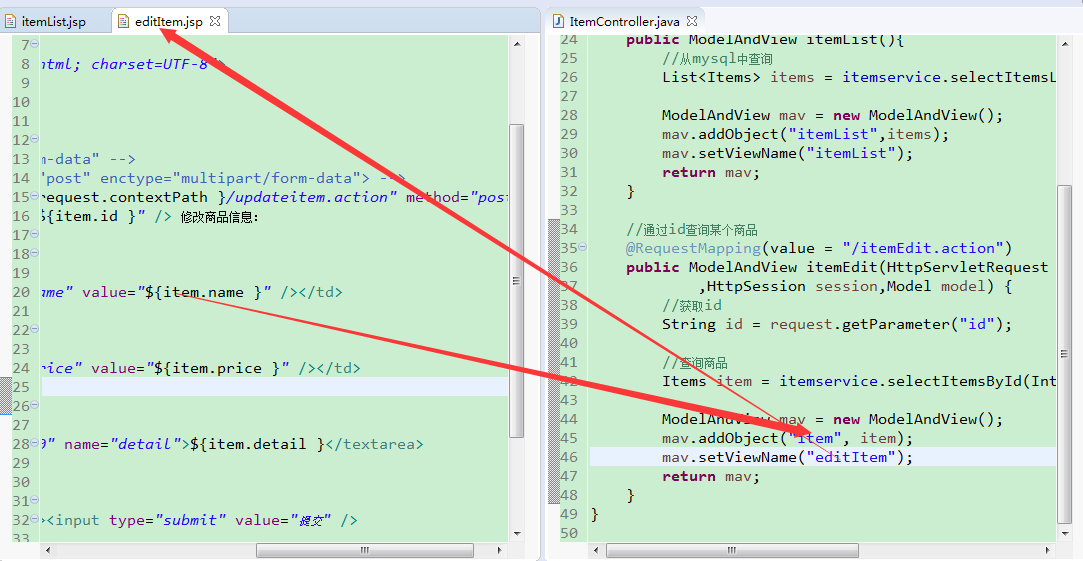 itemList.jsp
editItem.jsp
7
8 html; charset=UTF-8">
9
10
11
12
13 m-data" -->
14 "post" enctype="multipart/form-data"> -->
15 request.contextPath }/updateitem.action" method="post
16 ${item.id }" /> 修改商品信息:
17
18
19
20 ame" value="${item.name }" /></td>
21
22
23
24 rice" value="${item.price }" /></td>
25
26
27
28 0" name="detail">${item.detail }</textarea>
29
30
31
32 ><input type="submit" value="提交" />
33
ItemController.java
24 public ModelAndView itemList(){
25 //从mysql中查询
26 List<Items> items = itemservice.selectItemsL
27
28 ModelAndView mav = new ModelAndView();
29 mav.addObject("itemList",items);
30 mav.setViewName("itemList");
31 return mav;
32 }
33
34 //通过id查询某个商品
35 @RequestMapping(value = "/itemEdit.action")
36 public ModelAndView itemEdit(HttpServletRequest
37 ,HttpSession session,Model model) {
38 //获取id
39 String id = request.getParameter("id");
40
41 //查询商品
42 Items item = itemservice.selectItemsById(Int
43
44 ModelAndView mav = new ModelAndView();
45 mav.addObject("item", item);
46 mav.setViewName("editItem");
47 return mav;
48 }
49 }
50